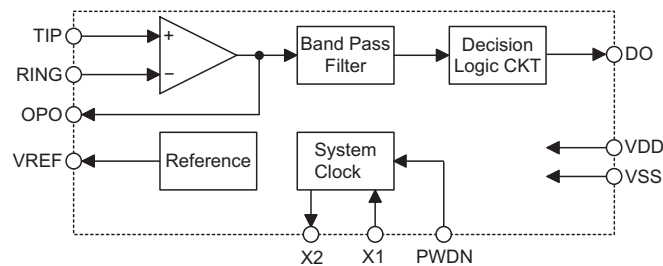 TIP
+
Band Pass
Filter
Decision
Logic CKT
DO
RING
−
OPO
VREF
Reference
System
Clock
VDD
VSS
X2
X1
PWDN